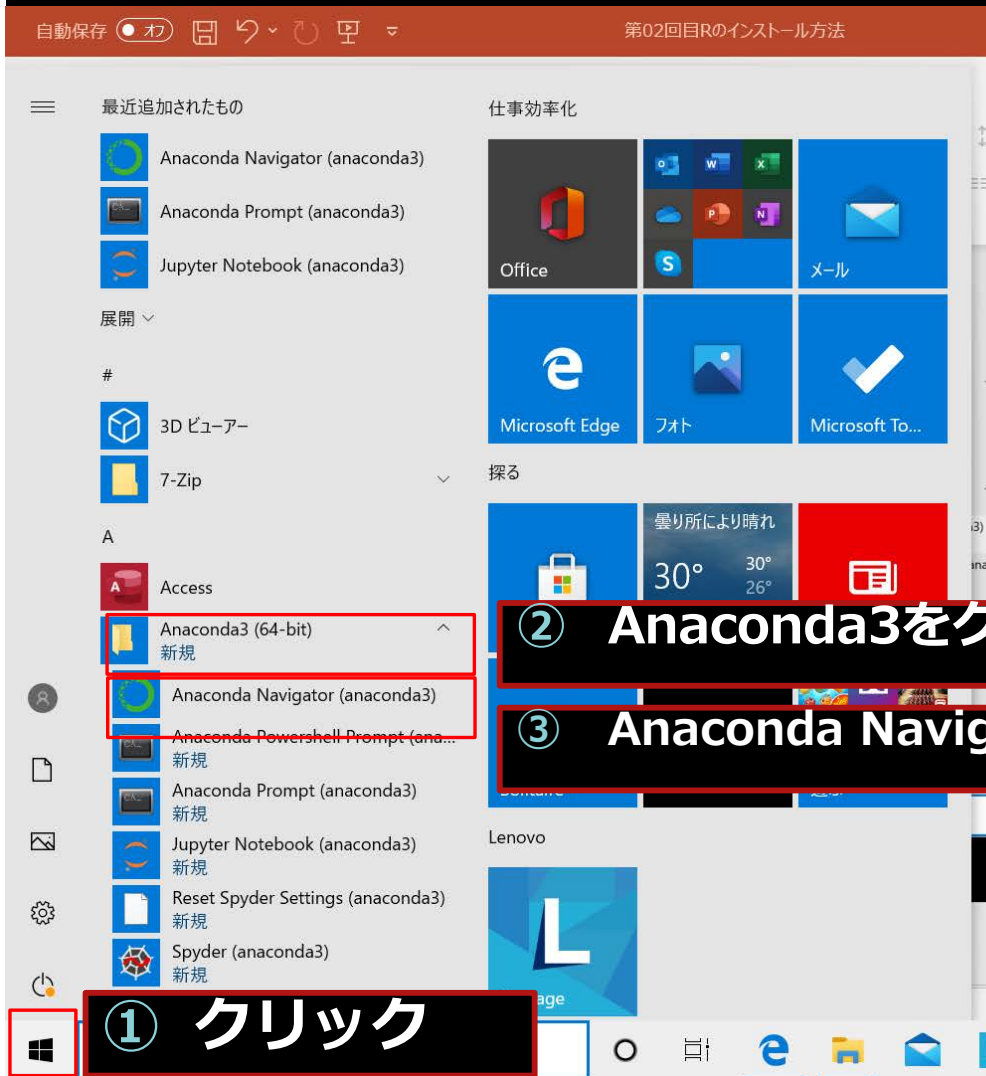 自動保存 オフ
第02回目Rのインストール方法
最近追加されたもの
Anaconda Navigator (anaconda3)
Anaconda Prompt (anaconda3)
Jupyter Notebook (anaconda3)
展開
#
3D ビューアー
7-Zip
A
Access
Anaconda3 (64-bit)
新規
Anaconda Navigator (anaconda3)
Anaconda Powershell Prompt (ana...
新規
Anaconda Prompt (anaconda3)
新規
Jupyter Notebook (anaconda3)
新規
Reset Spyder Settings (anaconda3)
新規
Spyder (anaconda3)
新規
① クリック
仕事効率化
Office
メール
Microsoft Edge
フォト
Microsoft To...
探る
曇り所により晴れ
30°
30°
26°
② Anaconda3をク
③ Anaconda Navig
Lenovo
age